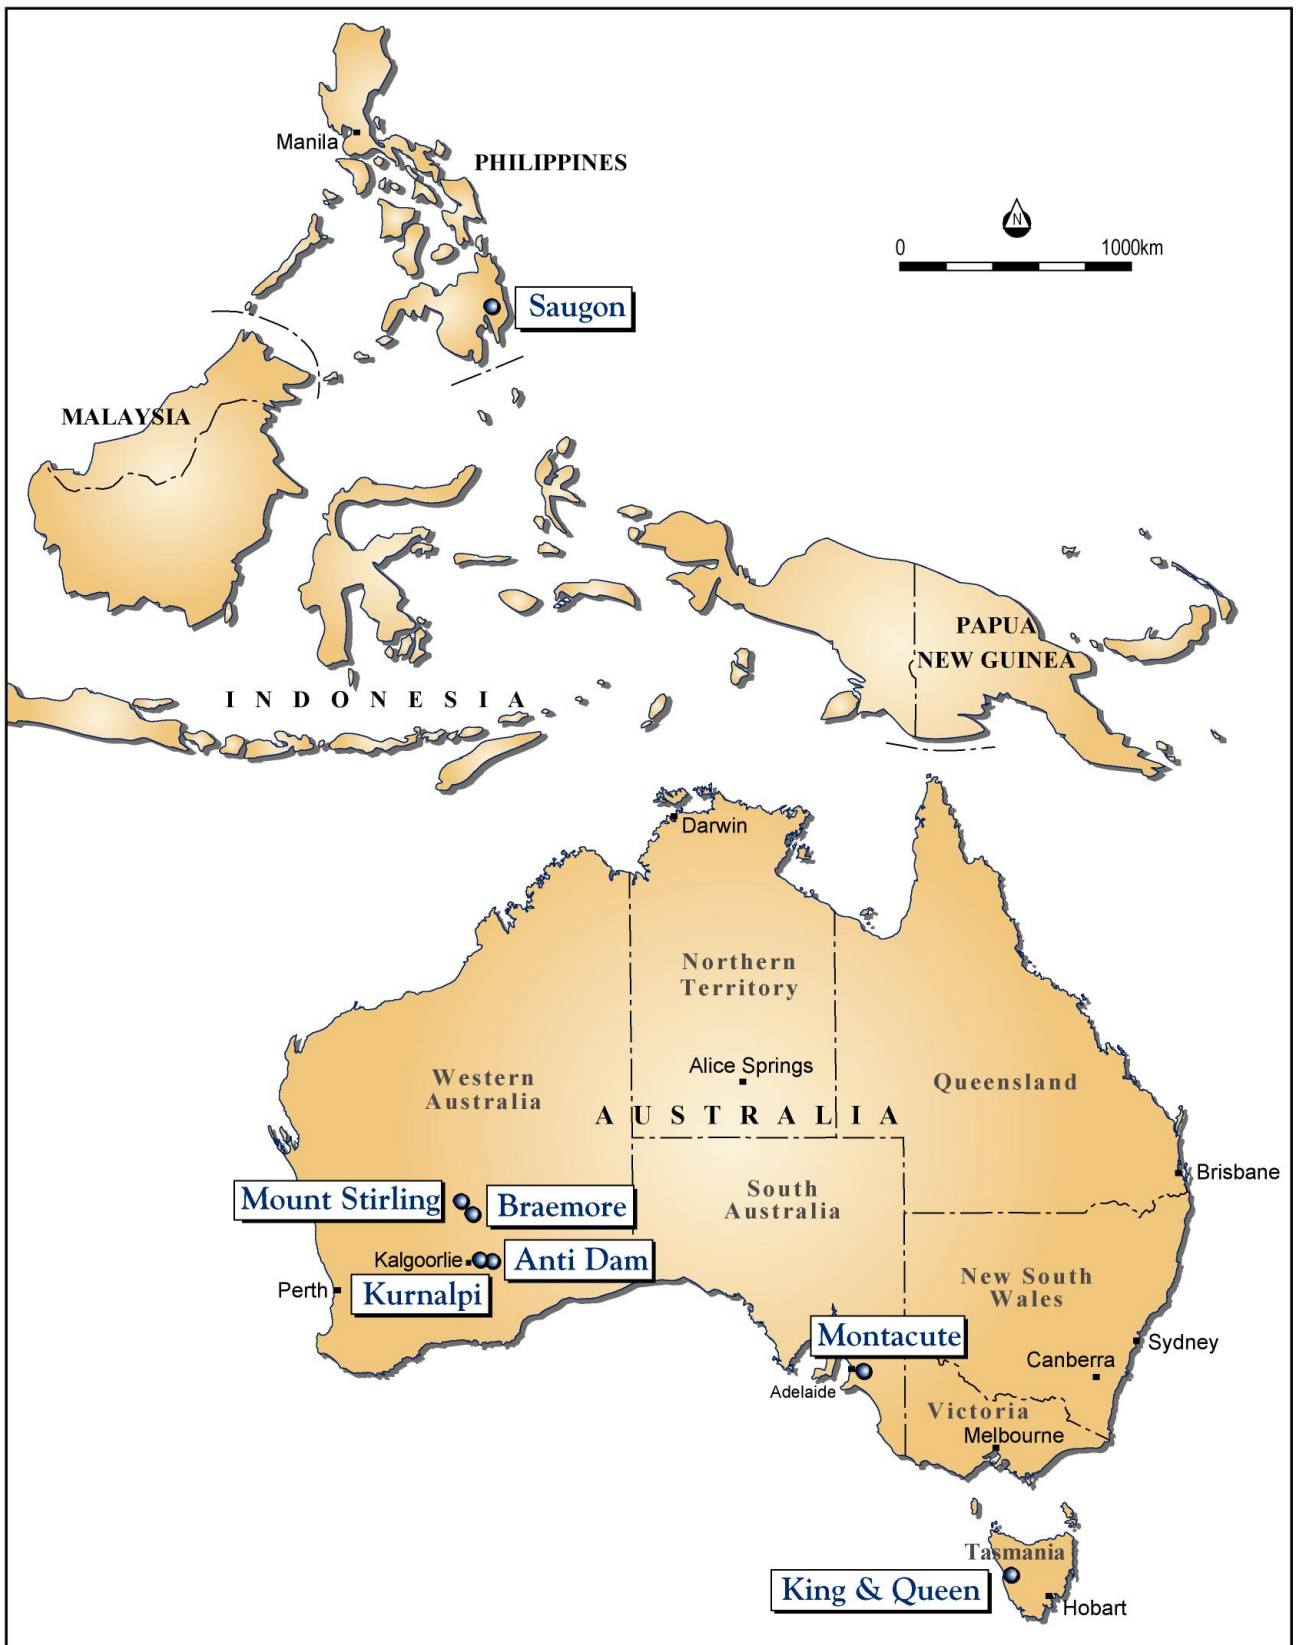 Manila
PHILIPPINES
N
0 1000km
Saugon
MALAYSIA
PAPUA
NEW GUINEA
INDONESIA
Darwin
Northern
Territory
Alice Springs
Western
Australia
Queensland
AUSTRALIA
Brisbane
Mount Stirling
Braemore
South
Australia
Kalgoorlie
Anti Dam
Perth
Kurnalpi
New South
Wales
Montacute
Sydney
Canberra
Adelaide
Victoria
Melbourne
Tasmania
King & Queen
Hobart